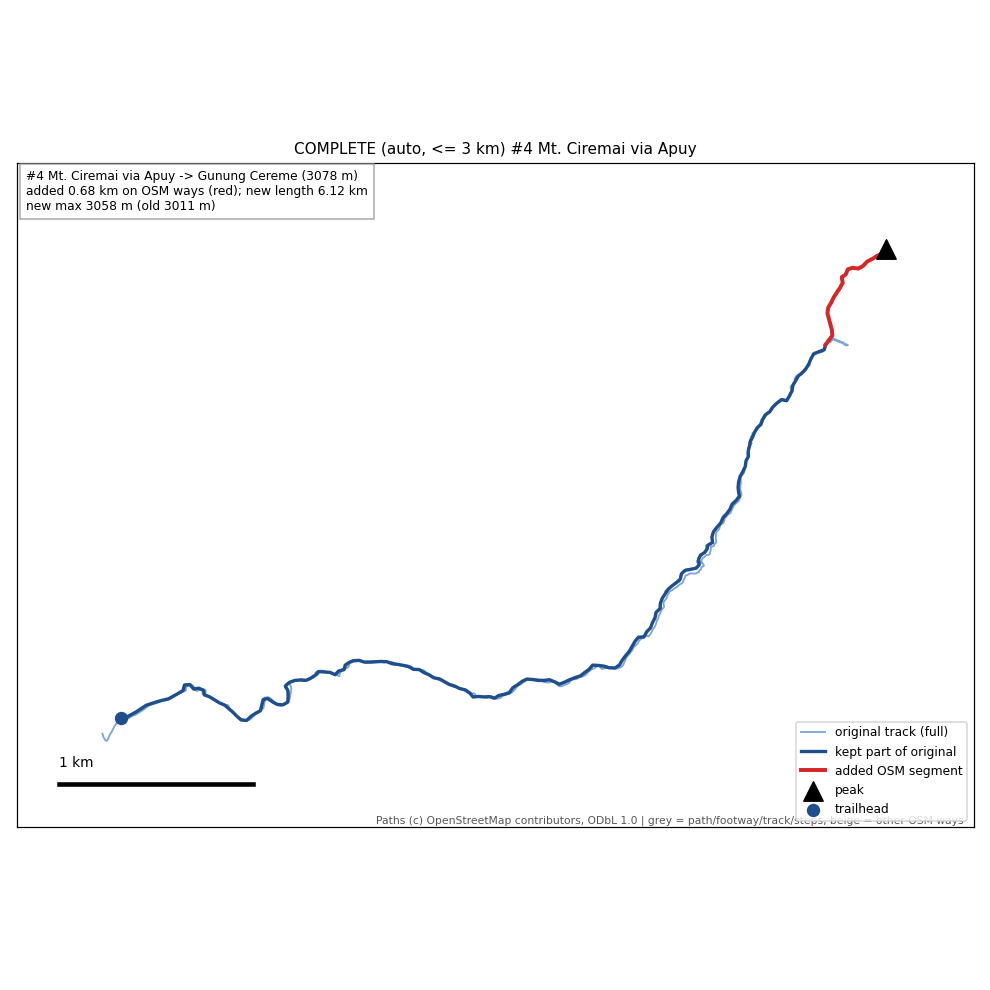 COMPLETE (auto, <= 3 km) #4 Mt. Ciremai via Apuy
#4 Mt. Ciremai via Apuy -> Gunung Cereme (3078 m)
added 0.68 km on OSM ways (red); new length 6.12 km
new max 3058 m (old 3011 m)
original track (full)
kept part of original
added OSM segment
peak
trailhead
1 km
Paths (c) OpenStreetMap contributors, ODbL 1.0 | grey = path/footway/track/steps, beige = other OSM ways